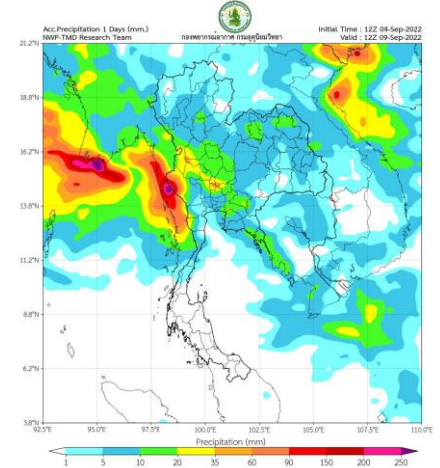 Acc.Precipitation 1 Days (mm.)
NWP-TMD Research Team
กองพยากรณ์อากาศ กรมอุตุนิยมวิทยา
Initial Time : 12Z 04-Sep-2022
Valid : 12Z 09-Sep-2022
21.2°N
18.8°N
16.2°N
13.8°N
11.2°N
8.8°N
6.2°N
3.8°N
92.5°E 95.0°E 97.5°E 100.0°E 102.5°E 105.0°E 107.5°E 110.0°E
Precipitation (mm)
1 5 10 20 35 60 90 150 200 250